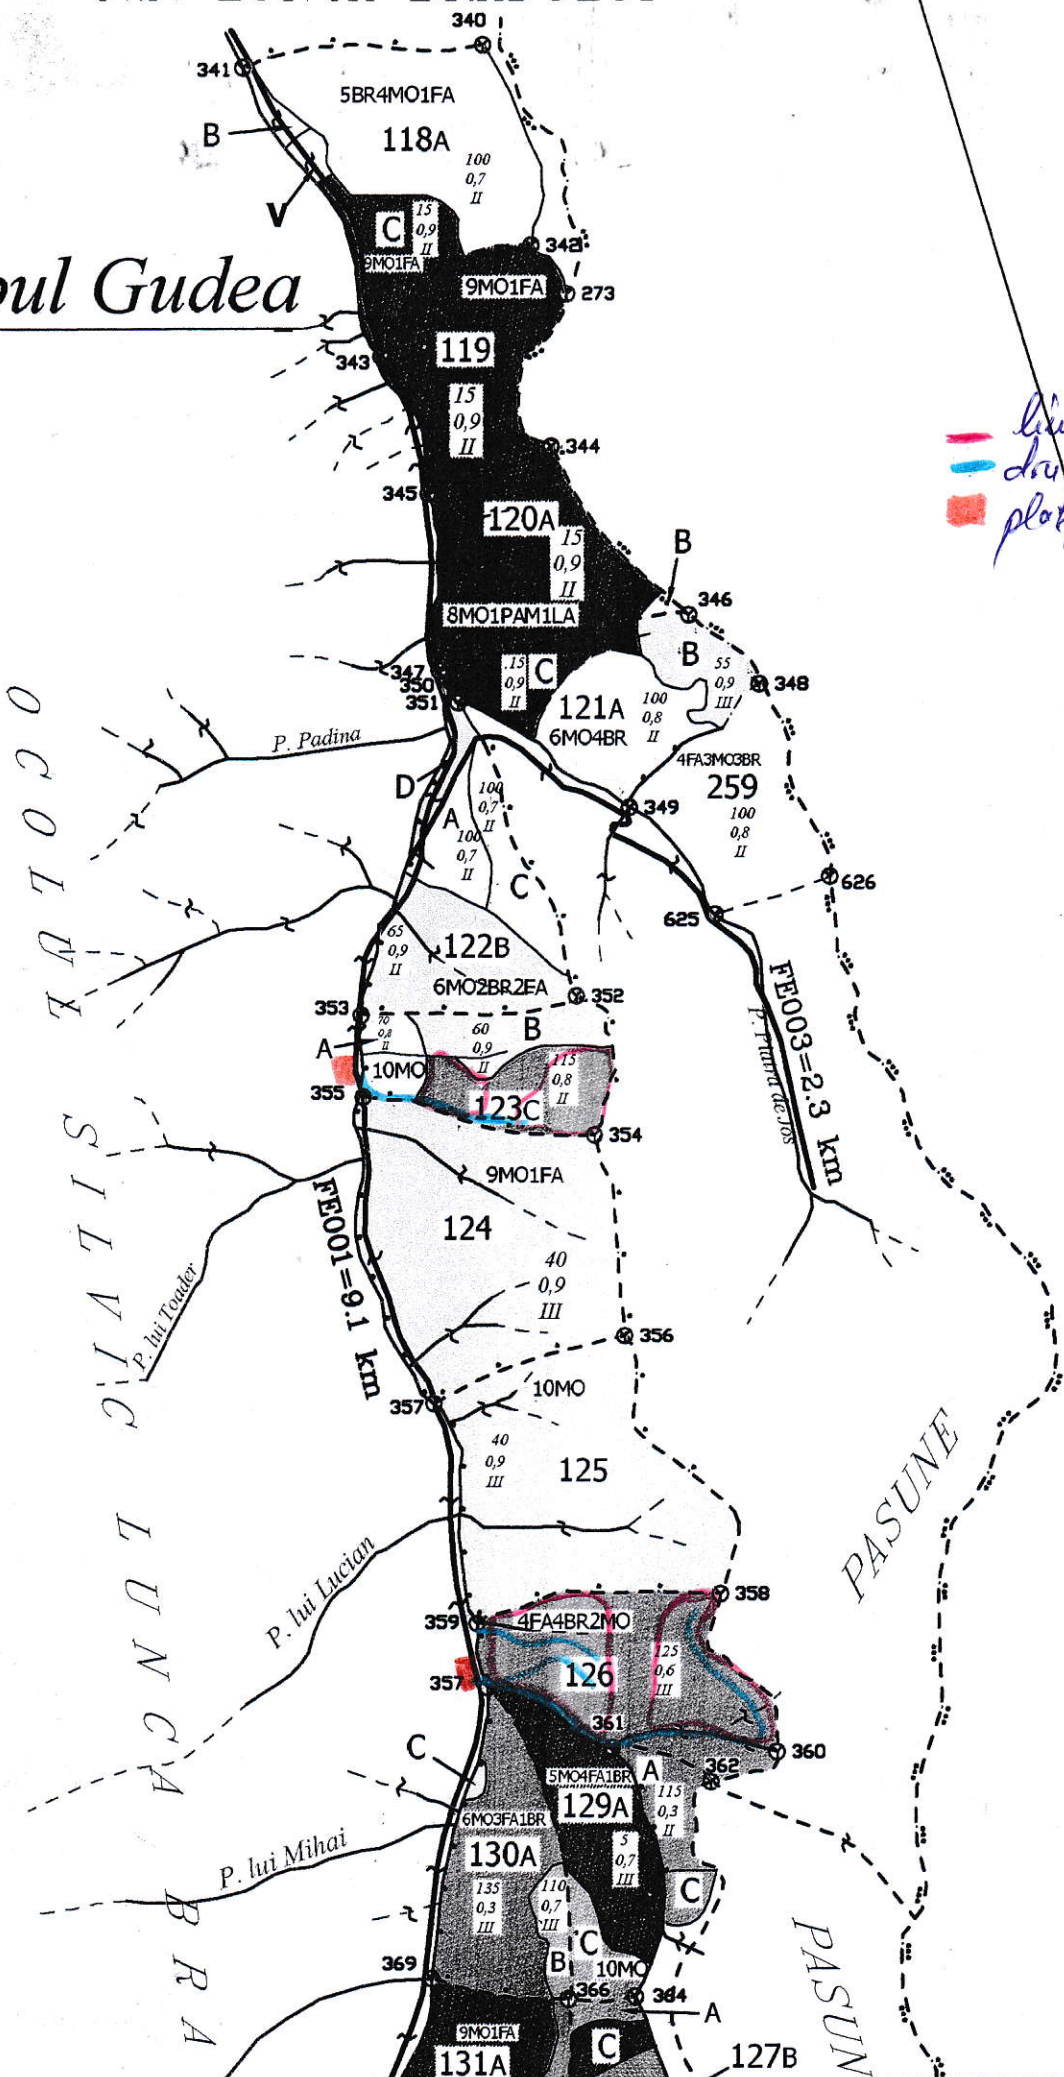 340
341
5BR4MO1FA
B
118A
100
0,7
II
V
C
15
0,9
II
9MO1FA
342
9MO1FA
273
Gudea
119
343
15
0,9
II
344
345
120A
15
0,9
II
B
346
8MO1PAM1LA
B
55
0,9
III
348
347
350
351
.15
0,9
II
C
121A
100
0,8
II
6MO4BR
P. Padina
4FA3MO3BR
259
D
A
100
0,7
II
100
0,7
II
349
100
0,8
II
C
626
625
65
0,9
II
122B
6MO2BR2FA
352
353
70
0,8
II
60
0,9
II
B
A
10MO
115
0,8
II
355
123C
354
FE003=2.3 km
9MO1FA
124
FE001=9.1 km
P. lui Toader
40
0,9
III
356
10MO
357
40
0,9
III
125
PASUNE
P. lui Lucian
358
359
4FA4BR2MO
126
125
0,6
III
357
361
360
C
362
5MO4FA1BR
A
129A
115
0,3
II
6MO3FA1BR
130A
P. lui Mihai
5
0,7
III
135
0,3
III
110
0,7
III
C
C
B
10MO
369
366
364
A
9MO1FA
131A
C
127B
PASUN
OCOLUL SILVIC LUNCA BRA